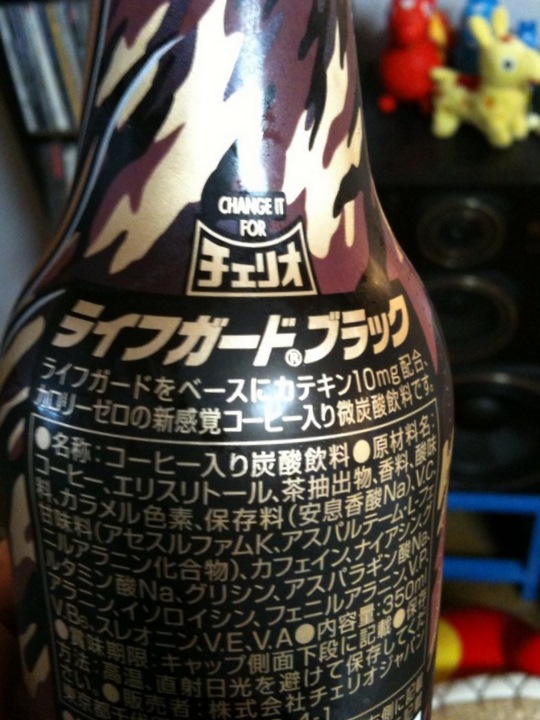 CHANGE IT
FOR
チェリオ
ライフガード®ブラック
ライフガードをベースにカテキン10mg配合、
カロリーゼロの新感覚コーヒー入り微炭酸飲料です。
●名称:コーヒー入り炭酸飲料●原材料名:
コーヒー、エリスリトール、茶抽出物、香料、酸味
料、カラメル色素、保存料(安息香酸Na)、V.C、
甘味料(アセスルファムK、アスパルテーム・L-フェ
ニルアラニン化合物)、カフェイン、ナイアシン、グ
ルタミン酸Na、グリシン、アスパラギン酸Na、
アラニン、イソロイシン、フェニルアラニン、V.P、
V.B₆、スレオニン、V.E、V.A●内容量:350ml
●賞味期限:キャップ側面下段に記載●保存
方法:高温、直射日光を避けて保存してくだ
さい。●販売者:株式会社チェリオジャパン
東京都千代